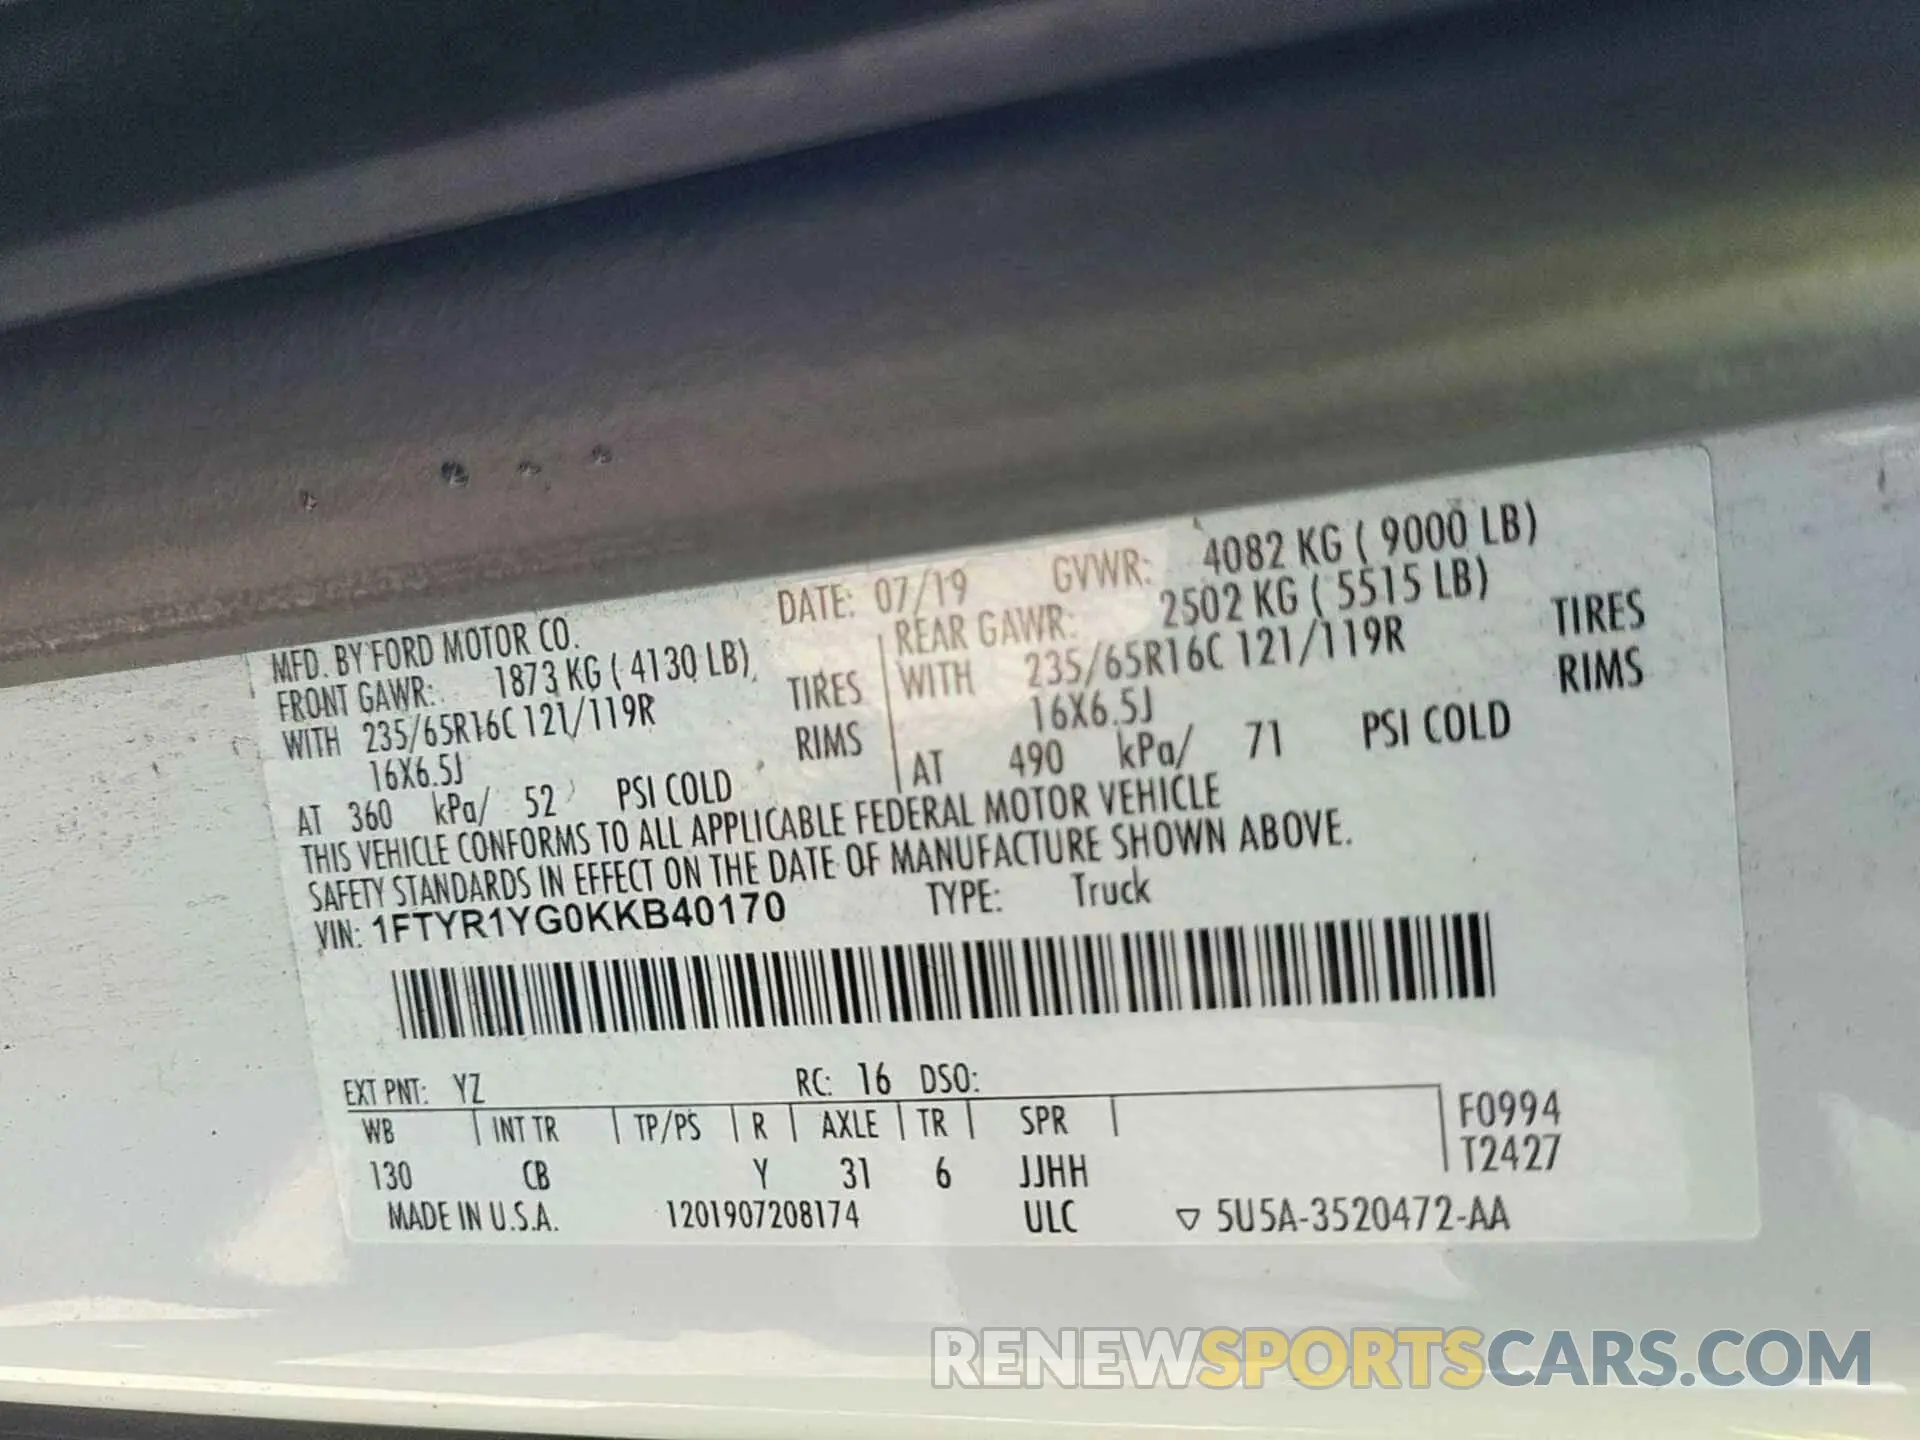 MFD. BY FORD MOTOR CO. DATE: 07/19 GVWR: 4082 KG ( 9000 LB)
FRONT GAWR: 1873 KG ( 4130 LB) REAR GAWR: 2502 KG ( 5515 LB)
WITH 235/65R16C 121/119R TIRES WITH 235/65R16C 121/119R TIRES
16X6.5J RIMS 16X6.5J RIMS
AT 360 kPa/ 52 PSI COLD AT 490 kPa/ 71 PSI COLD
THIS VEHICLE CONFORMS TO ALL APPLICABLE FEDERAL MOTOR VEHICLE
SAFETY STANDARDS IN EFFECT ON THE DATE OF MANUFACTURE SHOWN ABOVE.
VIN: 1FTYR1YG0KKB40170 TYPE: Truck
EXT PNT: YZ RC: 16 DSO:
WB INT TR TP/PS R AXLE TR SPR F0994
130 CB Y 31 6 JJHH T2427
MADE IN U.S.A. 1201907208174 ULC ▽ 5U5A-3520472-AA
RENEWSPORTSCARS.COM